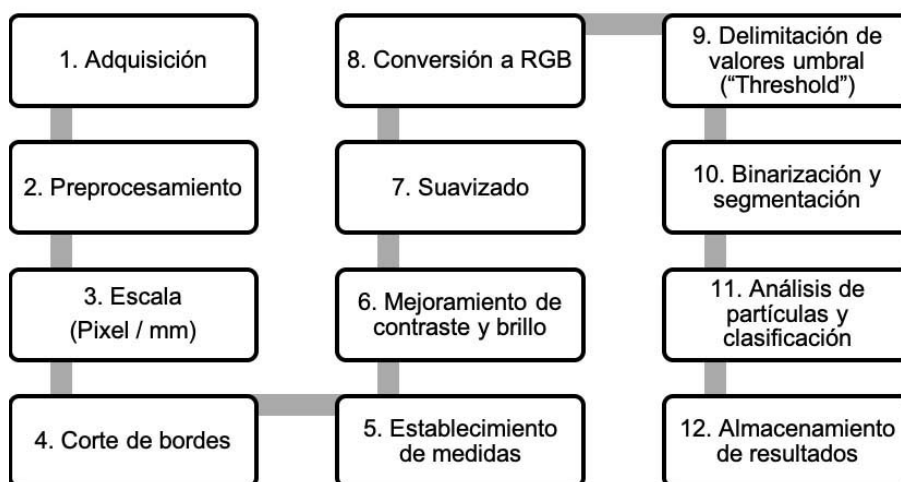 1. Adquisición
2. Preprocesamiento
3. Escala
(Pixel / mm)
4. Corte de bordes
5. Establecimiento
de medidas
6. Mejoramiento de
contraste y brillo
7. Suavizado
8. Conversión a RGB
9. Delimitación de
valores umbral
(“Threshold”)
10. Binarización y
segmentación
11. Análisis de
partículas y
clasificación
12. Almacenamiento
de resultados